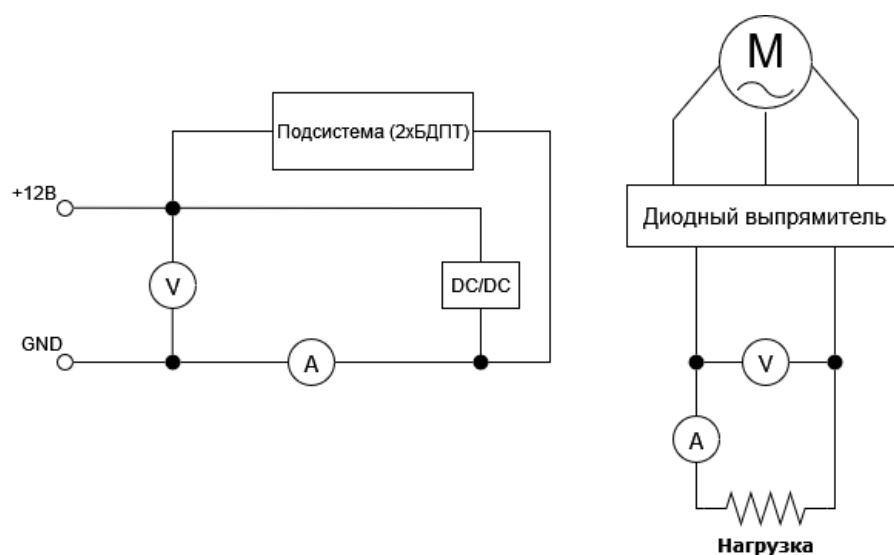 Подсистема (2хБДПТ)
+12В
V
DC/DC
GND
A
M
Диодный выпрямитель
V
A
Нагрузка